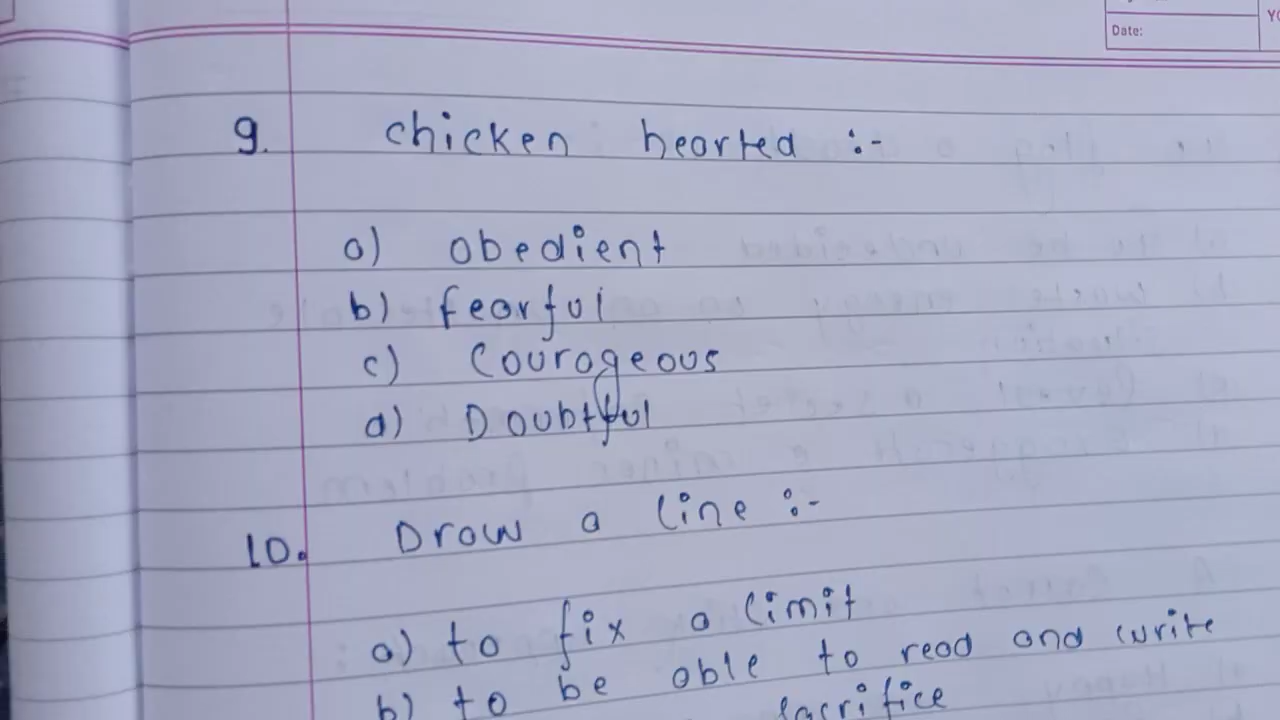 Date:
9. chicken hearted :-
a) obedient
b) fearful
c) Courageous
d) Doubtful
10. Draw a line :-
a) to fix a limit
b) to be able to read and write
sacrifice